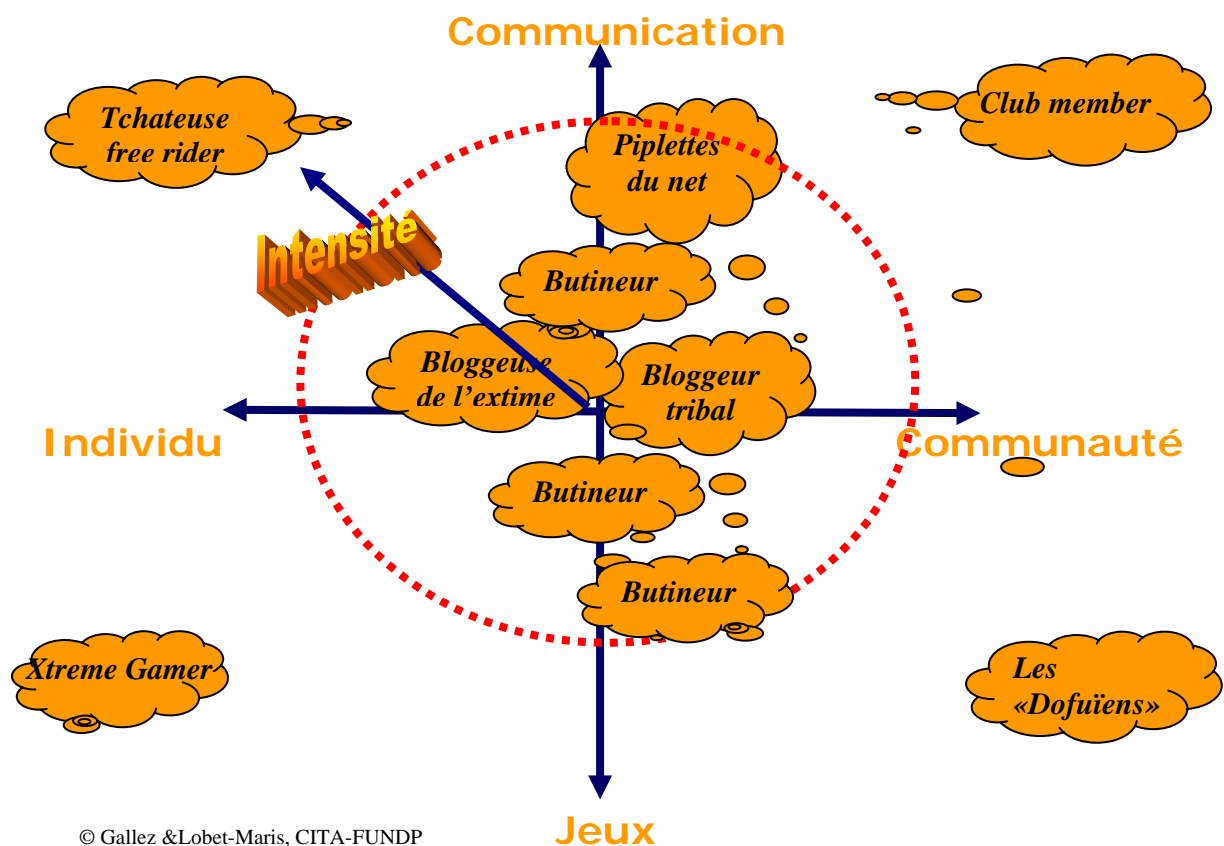 Communication
Tchateuse
free rider
Club member
Piplettes
du net
Intensité
Butineur
Bloggeuse
de l'extime
Bloggeur
tribal
Individu
Communauté
Butineur
Butineur
Xtreme Gamer
Les
«Dofuïens»
Jeux
© Gallez &Lobet-Maris, CITA-FUNDP